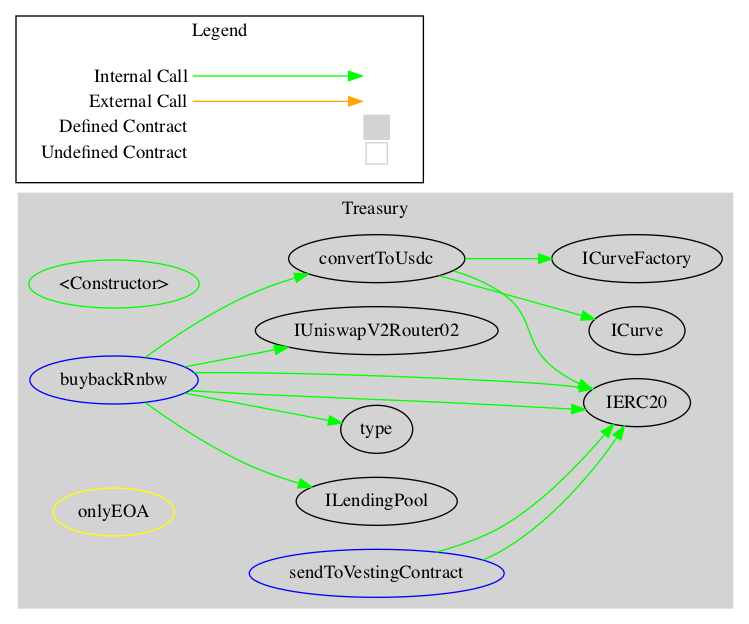 Legend
Internal Call
External Call
Defined Contract
Undefined Contract
Treasury
<Constructor>
convertToUsdc
ICurveFactory
IUniswapV2Router02
ICurve
buybackRnbw
IERC20
type
ILendingPool
onlyEOA
sendToVestingContract